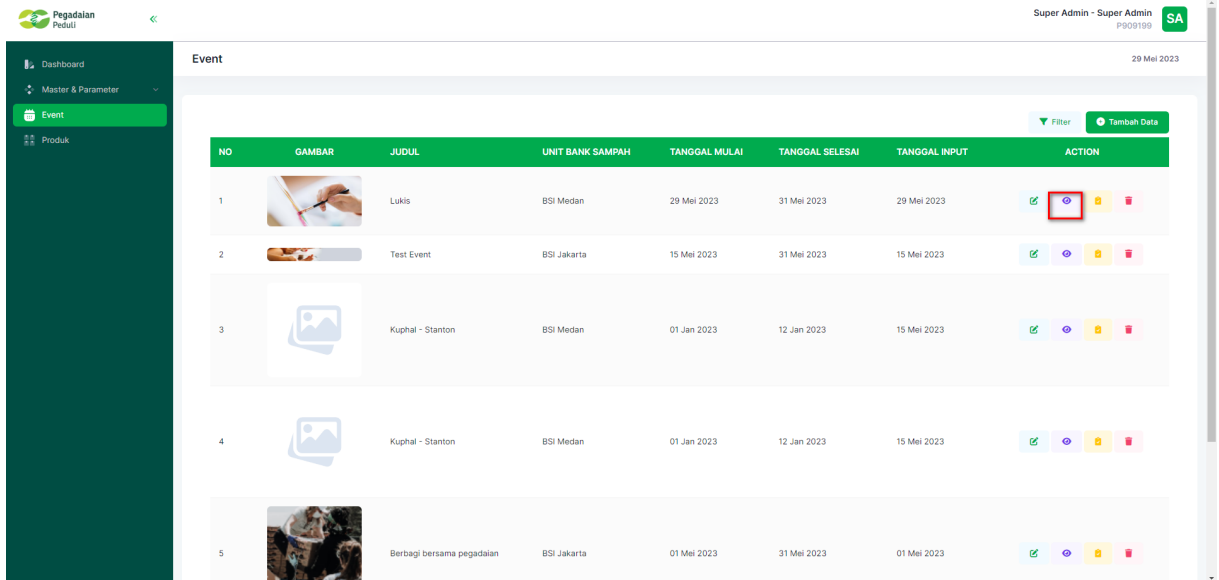 Pegadaian
Peduli
Super Admin - Super Admin
P909199
SA
Dashboard
Master & Parameter
Event
Produk
Event
29 Mei 2023
Filter
Tambah Data
NO GAMBAR JUDUL UNIT BANK SAMPAH TANGGAL MULAI TANGGAL SELESAI TANGGAL INPUT ACTION
1 Lukis BSI Medan 29 Mei 2023 31 Mei 2023 29 Mei 2023
2 Test Event BSI Jakarta 15 Mei 2023 31 Mei 2023 15 Mei 2023
3 Kuphal - Stanton BSI Medan 01 Jan 2023 12 Jan 2023 15 Mei 2023
4 Kuphal - Stanton BSI Medan 01 Jan 2023 12 Jan 2023 15 Mei 2023
5 Berbagi bersama pegadaian BSI Jakarta 01 Mei 2023 31 Mei 2023 01 Mei 2023